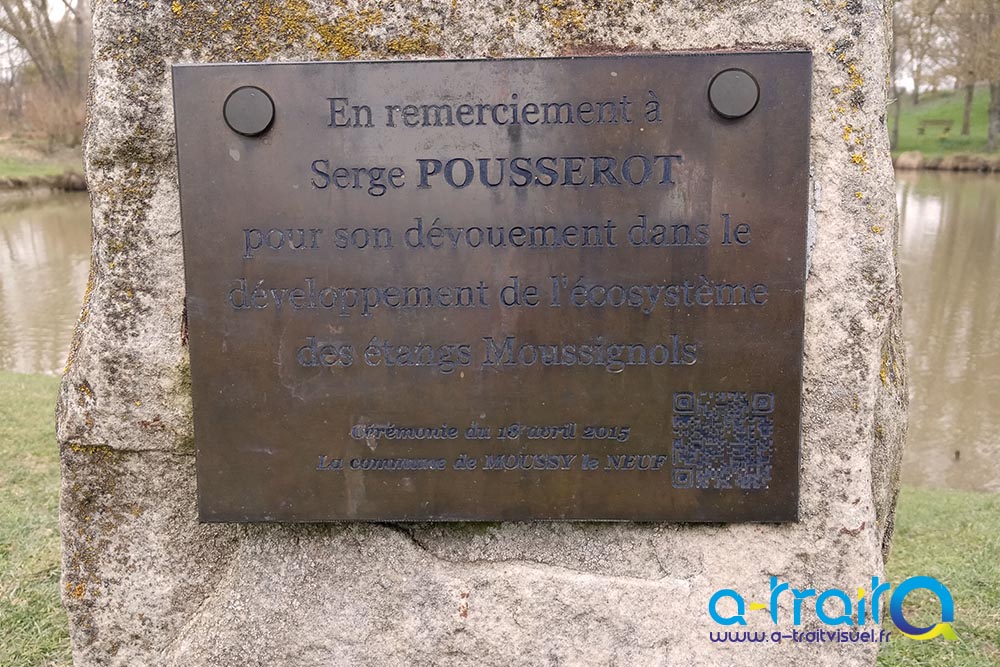 En remerciement à
Serge POUSSEROT
pour son dévouement dans le
développement de l'écosystème
des étangs Moussignols
Cérémonie du 18 avril 2015
La commune de MOUSSY le NEUF
a-trait
www.a-traitvisuel.fr